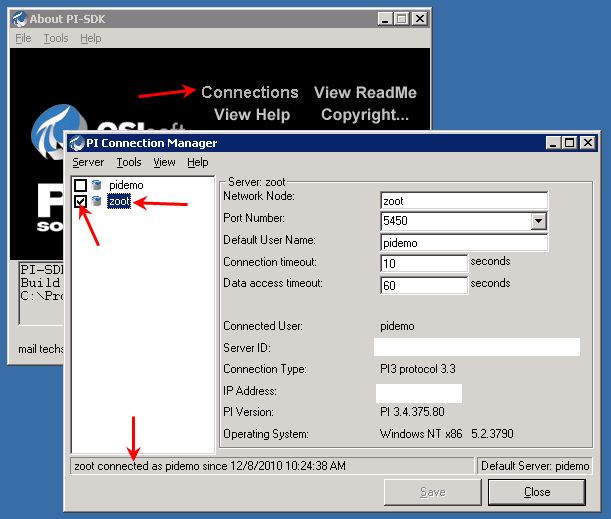 About PI-SDK
File Tools Help
Connections View ReadMe
View Help Copyright...
PI Connection Manager
Server Tools View Help
pidemo
zoot
Server: zoot
Network Node: zoot
Port Number: 5450
Default User Name: pidemo
Connection timeout: 10 seconds
Data access timeout: 60 seconds
Connected User: pidemo
Server ID:
Connection Type: PI3 protocol 3.3
IP Address:
PI Version: PI 3.4.375.80
Operating System: Windows NT x86 5.2.3790
PI-SD
Build
C:\Pro
mail techs
zoot connected as pidemo since 12/8/2010 10:24:38 AM
Default Server: pidemo
Save Close